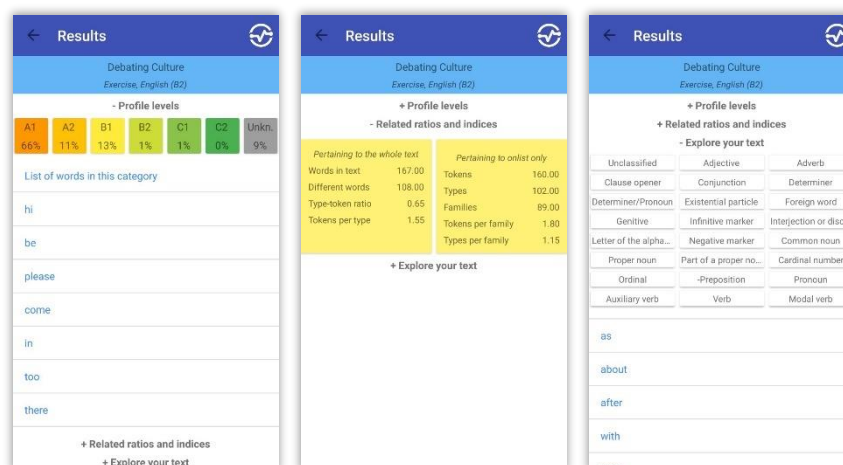 Results
Debating Culture
Exercise, English (B2)
- Profile levels
A1 A2 B1 B2 C1 C2 Unkn.
66% 11% 13% 1% 1% 0% 9%
List of words in this category
hi
be
please
come
in
too
there
+ Related ratios and indices
+ Explore your text
Results
Debating Culture
Exercise, English (B2)
+ Profile levels
- Related ratios and indices
Pertaining to the whole text
Words in text 167.00
Different words 108.00
Type-token ratio 0.65
Tokens per type 1.55
Pertaining to onlist only
Tokens 160.00
Types 102.00
Families 89.00
Tokens per family 1.80
Types per family 1.15
+ Explore your text
Results
Debating Culture
Exercise, English (B2)
+ Profile levels
+ Related ratios and indices
- Explore your text
Unclassified Adjective Adverb
Clause opener Conjunction Determiner
Determiner/Pronoun Existential particle Foreign word
Genitive Infinitive marker Interjection or disc
Letter of the alpha... Negative marker Common noun
Proper noun Part of a proper no... Cardinal number
Ordinal -Preposition Pronoun
Auxiliary verb Verb Modal verb
as
about
after
with